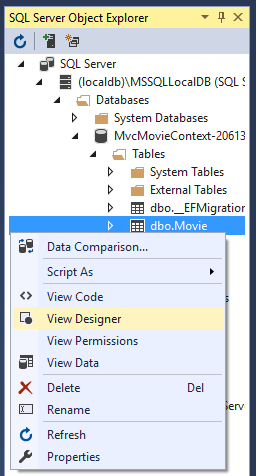 SQL Server Object Explorer
SQL Server
(localdb)\MSSQLLocalDB (SQL S
Databases
System Databases
MvcMovieContext-20613
Tables
System Tables
External Tables
dbo.__EFMigration
dbo.Movie
Data Comparison...
Script As
View Code
View Designer
View Permissions
View Data
Delete Del
Rename
Refresh
Properties